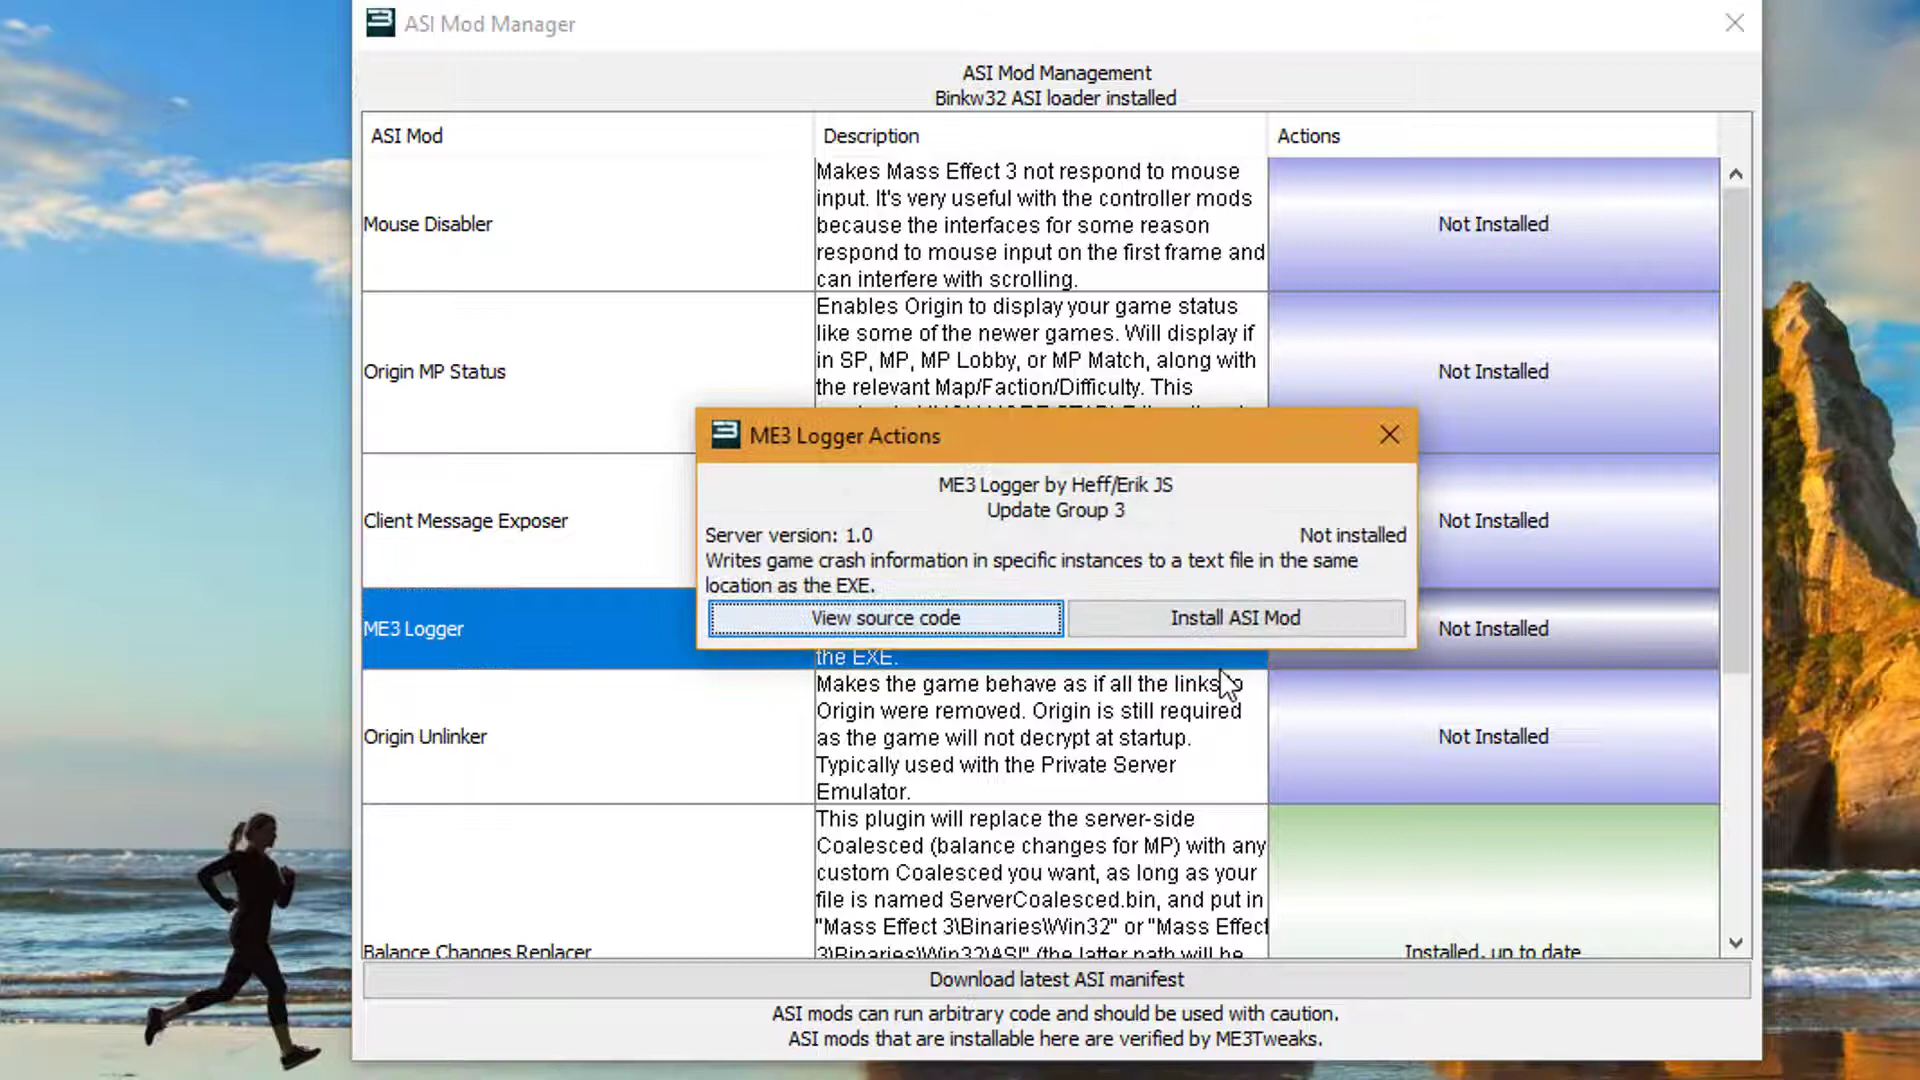 ASI Mod Manager
ASI Mod Management
Binkw32 ASI loader installed
ASI Mod
Description
Actions
Mouse Disabler
Makes Mass Effect 3 not respond to mouse
input. It's very useful with the controller mods
because the interfaces for some reason
respond to mouse input on the first frame and
can interfere with scrolling.
Not Installed
Origin MP Status
Enables Origin to display your game status
like some of the newer games. Will display if
in SP, MP, MP Lobby, or MP Match, along with
the relevant Map/Faction/Difficulty. This
Not Installed
ME3 Logger Actions
ME3 Logger by Heff/Erik JS
Update Group 3
Server version: 1.0
Not installed
Writes game crash information in specific instances to a text file in the same
location as the EXE.
View source code
Install ASI Mod
Client Message Exposer
Not Installed
ME3 Logger
the EXE.
Not Installed
Origin Unlinker
Makes the game behave as if all the links
Origin were removed. Origin is still required
as the game will not decrypt at startup.
Typically used with the Private Server
Emulator.
Not Installed
Balance Changes Replacer
This plugin will replace the server-side
Coalesced (balance changes for MP) with any
custom Coalesced you want, as long as your
file is named ServerCoalesced.bin, and put in
"Mass Effect 3\Binaries\Win32" or "Mass Effect
3\Binaries\Win32\ASI" (the latter path will be
Installed, up to date
Download latest ASI manifest
ASI mods can run arbitrary code and should be used with caution.
ASI mods that are installable here are verified by ME3Tweaks.